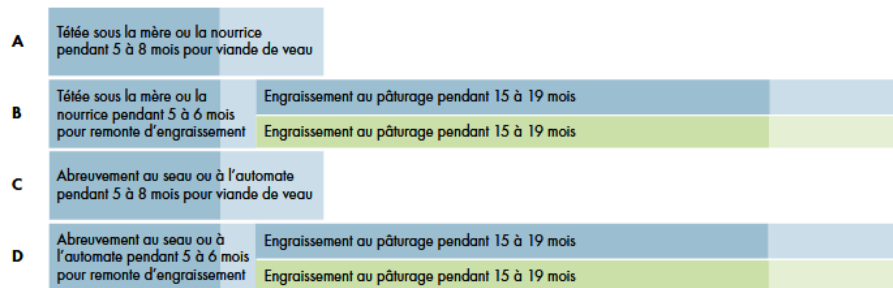 A
Tétée sous la mère ou la nourrice
pendant 5 à 8 mois pour viande de veau
B
Tétée sous la mère ou la
nourrice pendant 5 à 6 mois
pour remonte d'engraissement
Engraissement au pâturage pendant 15 à 19 mois
Engraissement au pâturage pendant 15 à 19 mois
C
Abreuvement au seau ou à l'automate
pendant 5 à 8 mois pour viande de veau
D
Abreuvement au seau ou à
l'automate pendant 5 à 6 mois
pour remonte d'engraissement
Engraissement au pâturage pendant 15 à 19 mois
Engraissement au pâturage pendant 15 à 19 mois